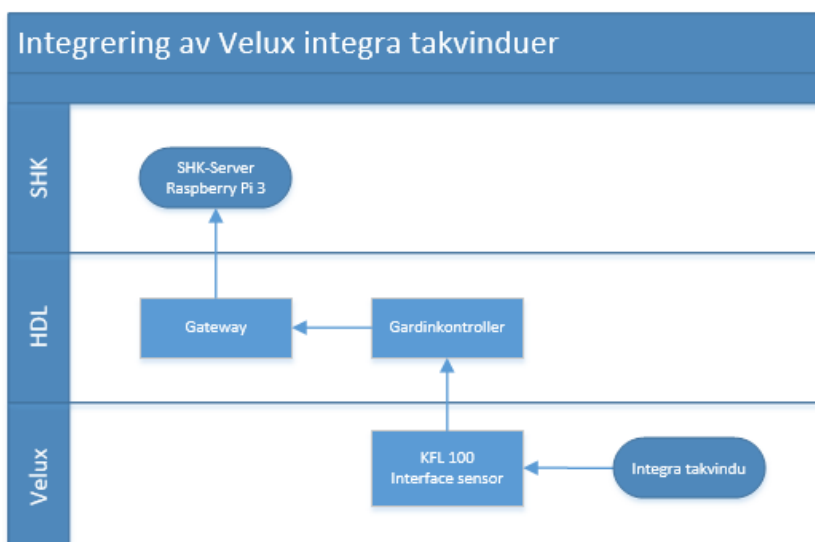 Integrering av Velux integra takvinduer
SHK
SHK-Server
Raspberry Pi 3
HDL
Gateway
Gardinkontroller
Velux
KFL 100
Interface sensor
Integra takvindu